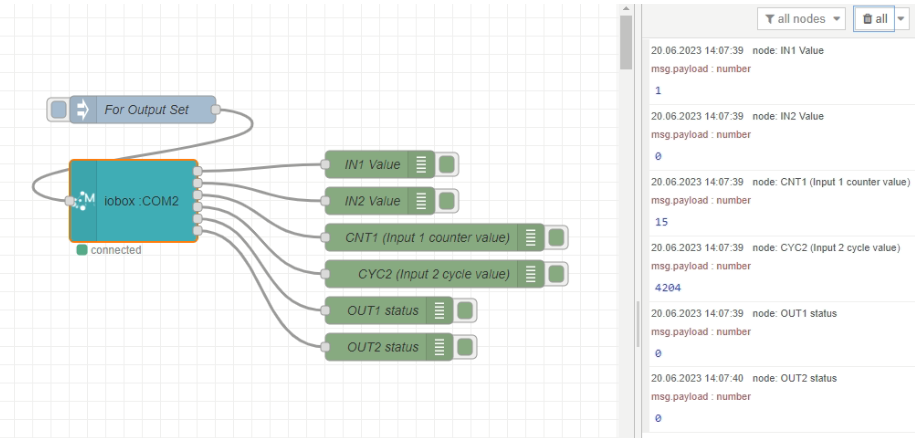 For Output Set
M
iobox :COM2
connected
IN1 Value
IN2 Value
CNT1 (Input 1 counter value)
CYC2 (Input 2 cycle value)
OUT1 status
OUT2 status
all nodes
all
20.06.2023 14:07:39 node: IN1 Value
msg.payload : number
1
20.06.2023 14:07:39 node: IN2 Value
msg.payload : number
0
20.06.2023 14:07:39 node: CNT1 (Input 1 counter value)
msg.payload : number
15
20.06.2023 14:07:39 node: CYC2 (Input 2 cycle value)
msg.payload : number
4204
20.06.2023 14:07:39 node: OUT1 status
msg.payload : number
0
20.06.2023 14:07:40 node: OUT2 status
msg.payload : number
0